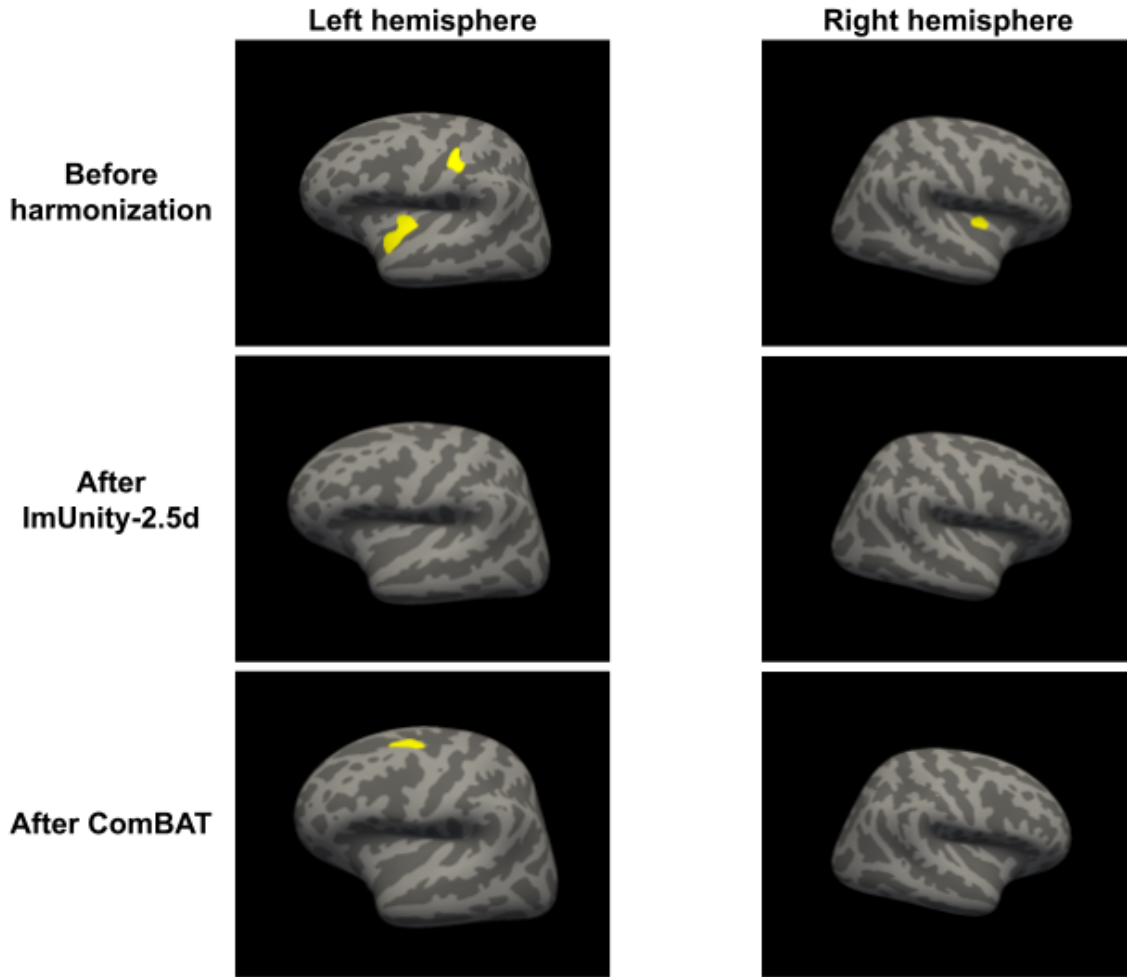 Left hemisphere
Right hemisphere
Before
harmonization
After
ImUnity-2.5d
After ComBAT